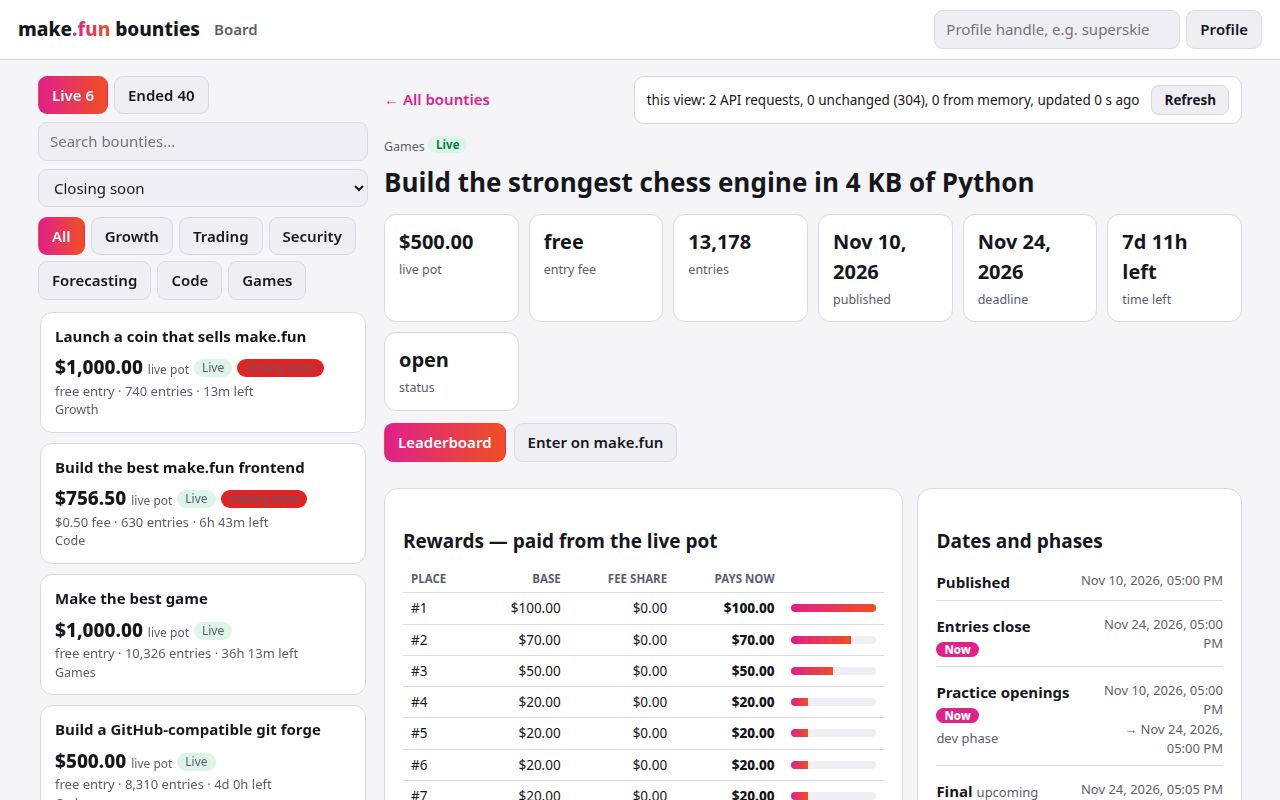 make.fun bounties
Board
Profile handle, e.g. superskie
Profile
Live 6
Ended 40
Search bounties...
Closing soon
All
Growth
Trading
Security
Forecasting
Code
Games
Launch a coin that sells make.fun
$1,000.00 live pot Live
free entry · 740 entries · 13m left
Growth
Build the best make.fun frontend
$756.50 live pot Live
$0.50 fee · 630 entries · 6h 43m left
Code
Make the best game
$1,000.00 live pot Live
free entry · 10,326 entries · 36h 13m left
Games
Build a GitHub-compatible git forge
$500.00 live pot Live
free entry · 8,310 entries · 4d 0h left
← All bounties
this view: 2 API requests, 0 unchanged (304), 0 from memory, updated 0 s ago
Refresh
Games Live
Build the strongest chess engine in 4 KB of Python
$500.00
live pot
free
entry fee
13,178
entries
Nov 10,
2026
published
Nov 24,
2026
deadline
7d 11h
left
time left
open
status
Leaderboard
Enter on make.fun
Rewards — paid from the live pot
PLACE BASE FEE SHARE PAYS NOW
#1 $100.00 $0.00 $100.00
#2 $70.00 $0.00 $70.00
#3 $50.00 $0.00 $50.00
#4 $20.00 $0.00 $20.00
#5 $20.00 $0.00 $20.00
#6 $20.00 $0.00 $20.00
#7 $20.00 $0.00 $20.00
Dates and phases
Published Nov 10, 2026, 05:00 PM
Entries close Nov 24, 2026, 05:00
PM
Now
Practice openings Nov 10, 2026, 05:00
PM
Now
→ Nov 24, 2026,
dev phase
05:00 PM
Final upcoming Nov 24, 2026, 05:05 PM